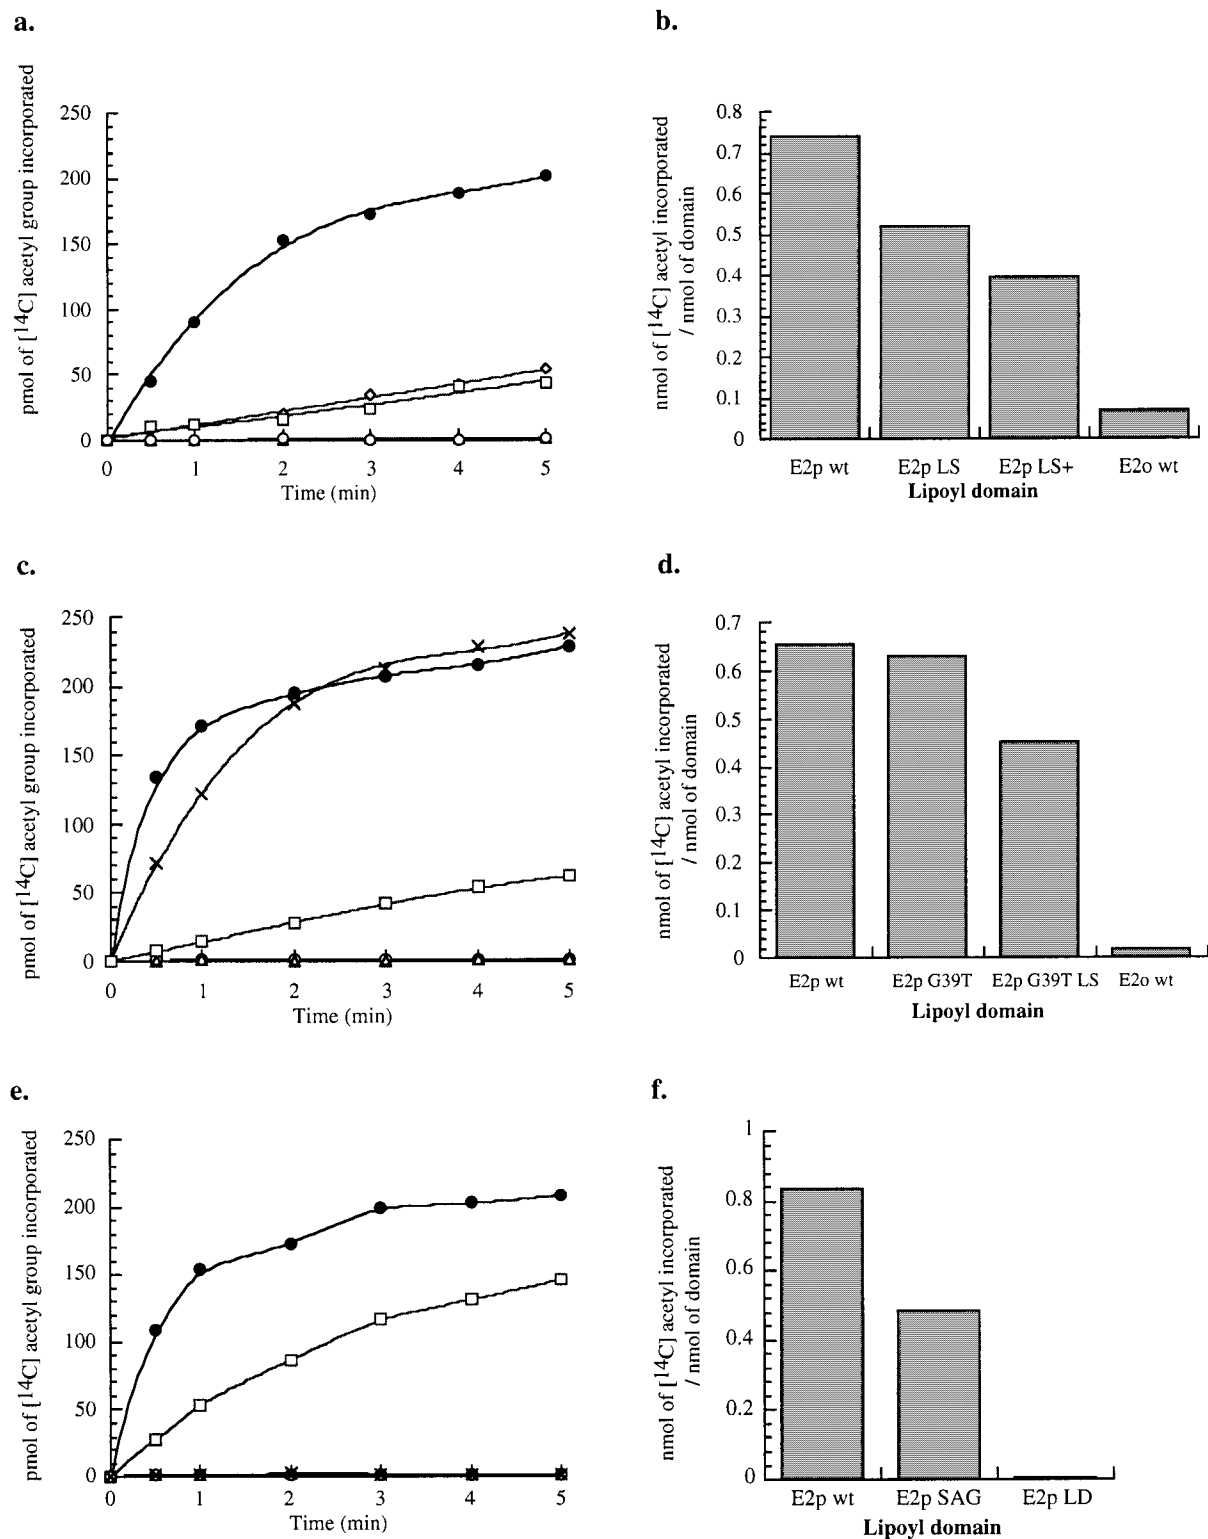 a.
pmol of [14C] acetyl group incorporated
250
200
150
100
50
0
0 1 2 3 4 5
Time (min)
b.
nmol of [14C] acetyl incorporated
/ nmol of domain
0.8
0.7
0.6
0.5
0.4
0.3
0.2
0.1
0
E2p wt E2p LS E2p LS+ E2o wt
Lipoyl domain
c.
pmol of [14C] acetyl group incorporated
250
200
150
100
50
0
0 1 2 3 4 5
Time (min)
d.
nmol of [14C] acetyl incorporated
/ nmol of domain
0.7
0.6
0.5
0.4
0.3
0.2
0.1
0
E2p wt E2p G39T E2p G39T LS E2o wt
Lipoyl domain
e.
pmol of [14C] acetyl group incorporated
250
200
150
100
50
0
0 1 2 3 4 5
Time (min)
f.
nmol of [14C] acetyl incorporated
/ nmol of domain
1
0.8
0.6
0.4
0.2
0
E2p wt E2p SAG E2p LD
Lipoyl domain